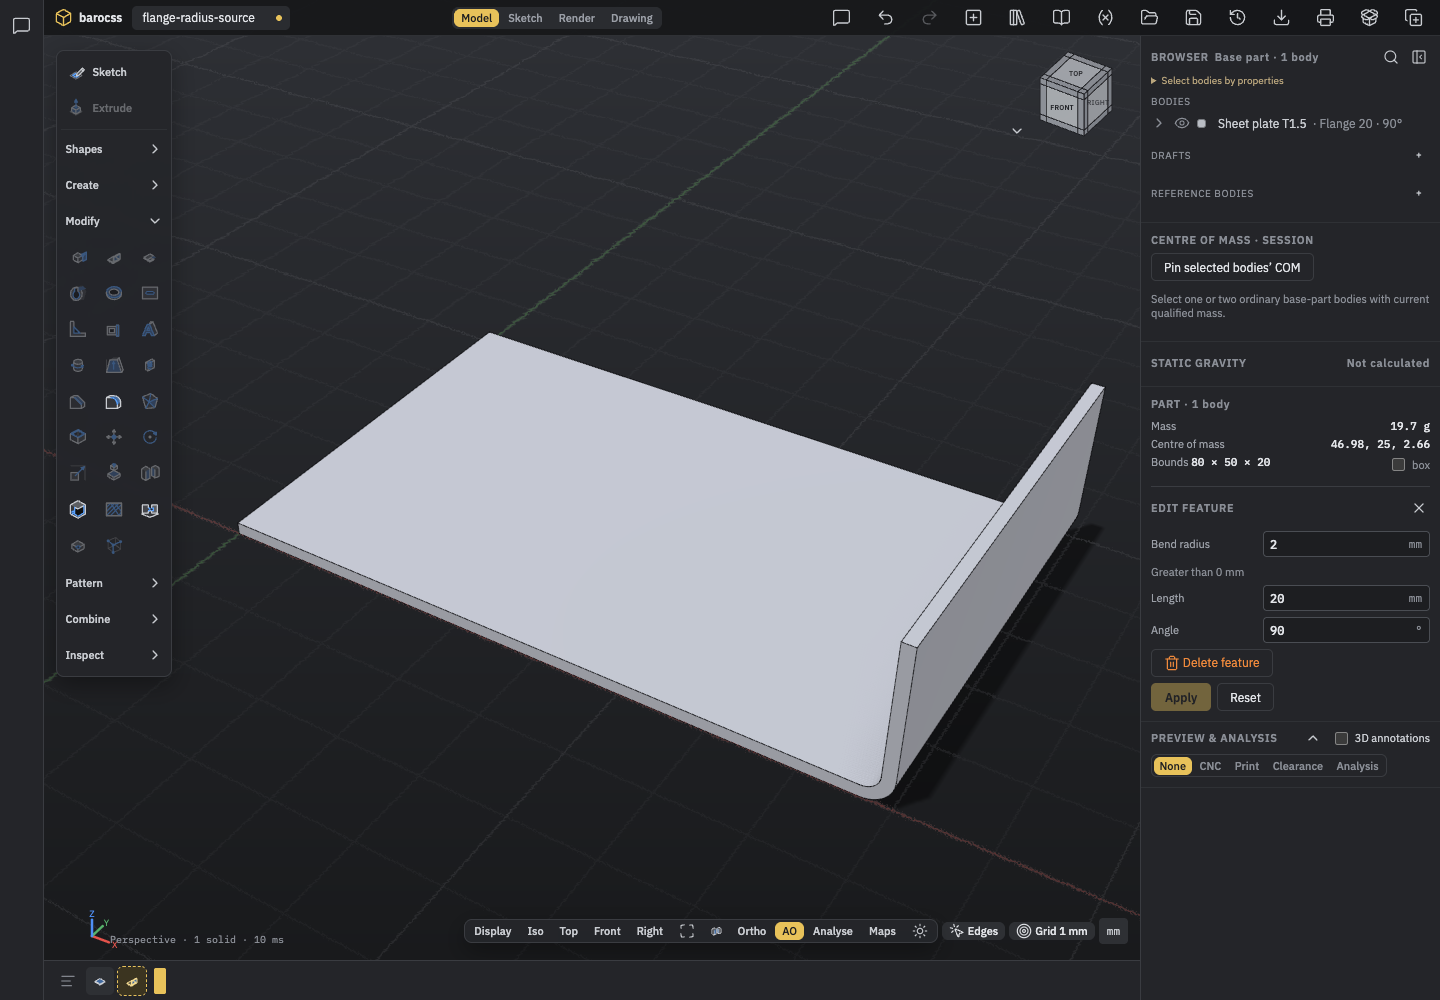 barocss
flange-radius-source
Model
Sketch
Render
Drawing
Sketch
Extrude
Shapes
Create
Modify
Pattern
Combine
Inspect
TOP
FRONT
RIGHT
BROWSER Base part · 1 body
Select bodies by properties
BODIES
Sheet plate T1.5 · Flange 20 · 90°
DRAFTS +
REFERENCE BODIES +
CENTRE OF MASS · SESSION
Pin selected bodies’ COM
Select one or two ordinary base-part bodies with current
qualified mass.
STATIC GRAVITY Not calculated
PART · 1 body
Mass 19.7 g
Centre of mass 46.98, 25, 2.66
Bounds 80 × 50 × 20 box
EDIT FEATURE
Bend radius 2 mm
Greater than 0 mm
Length 20 mm
Angle 90 °
Delete feature
Apply Reset
PREVIEW & ANALYSIS 3D annotations
None CNC Print Clearance Analysis
Z
Y
X
Perspective · 1 solid · 10 ms
Display Iso Top Front Right Ortho AO Analyse Maps Edges Grid 1 mm mm